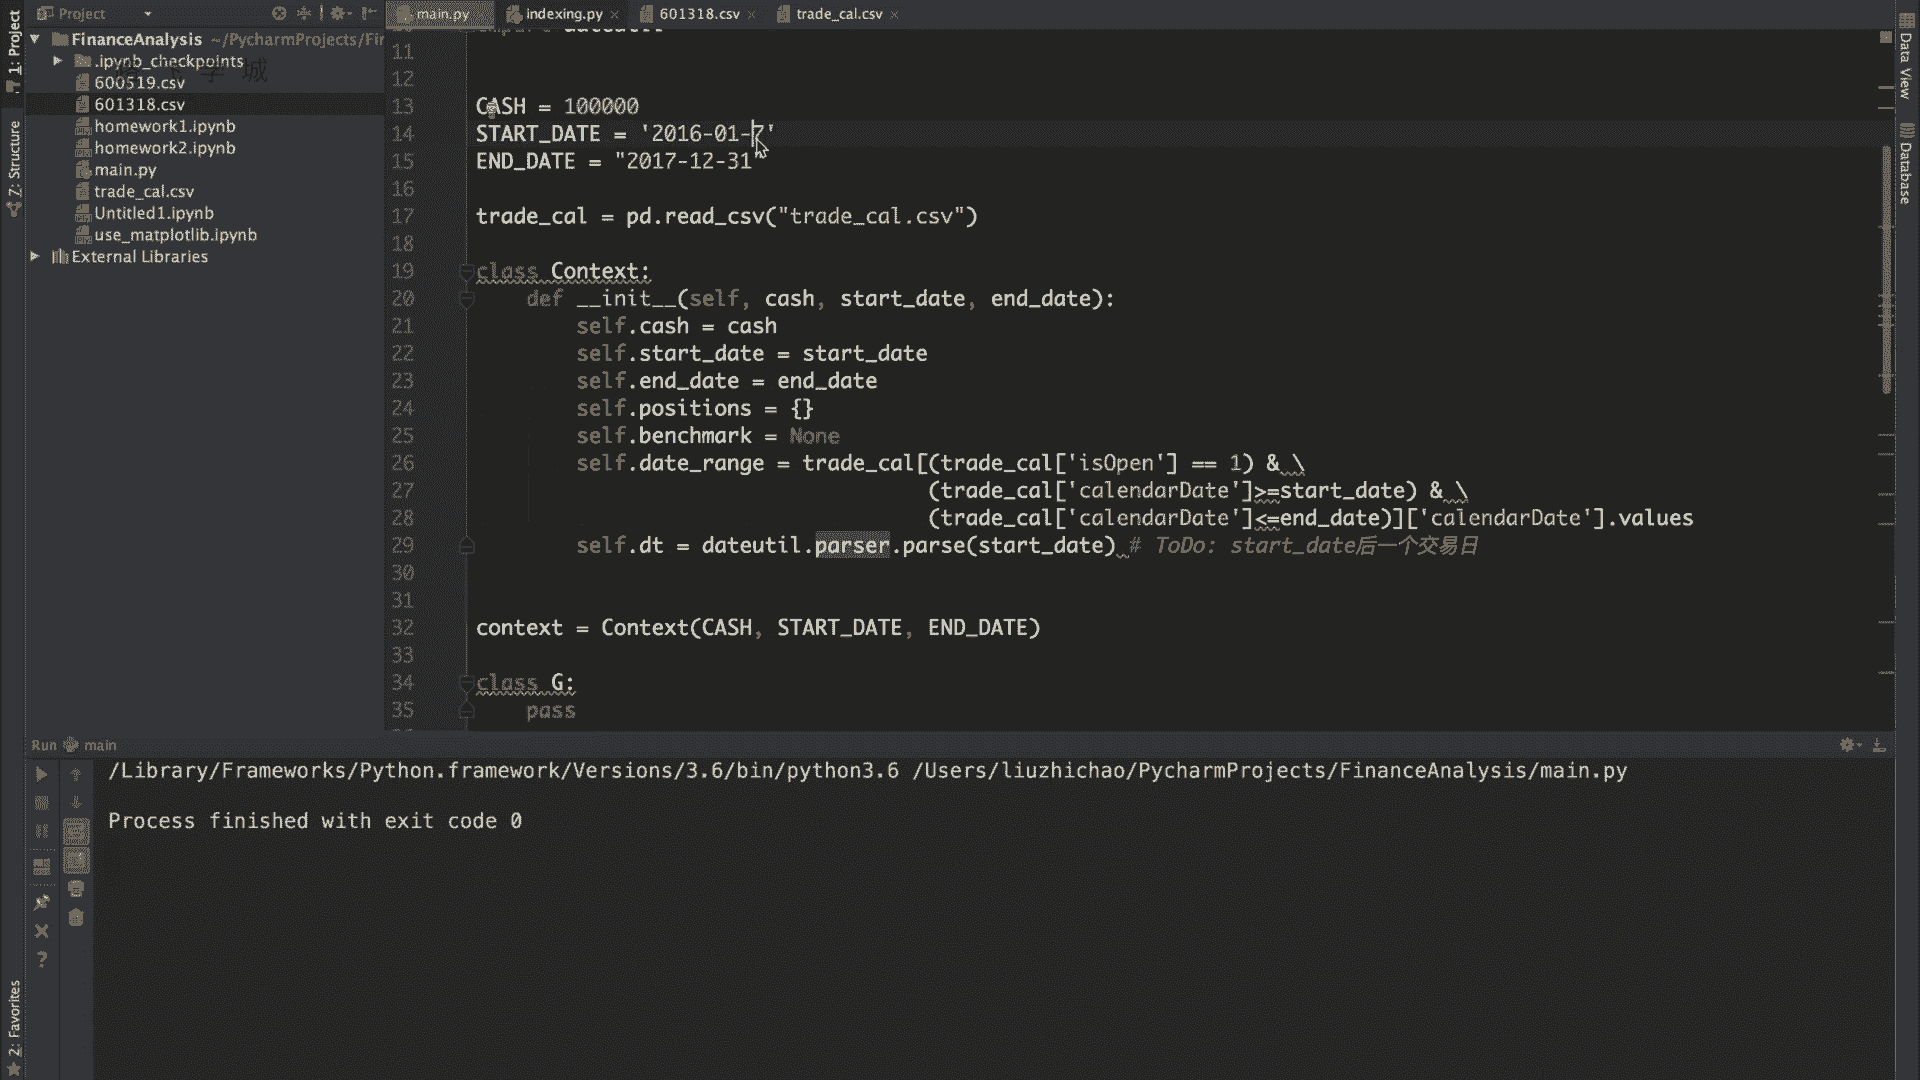 1: Project
Project
main.py
indexing.py
601318.csv
trade_cal.csv
FinanceAnalysis ~/PycharmProjects/Fi
.ipynb_checkpoints
600519.csv
601318.csv
homework1.ipynb
homework2.ipynb
main.py
trade_cal.csv
Untitled1.ipynb
use_matplotlib.ipynb
External Libraries
Z: Structure
11
12
13 CASH = 100000
14 START_DATE = '2016-01-7'
15 END_DATE = "2017-12-31"
16
17 trade_cal = pd.read_csv("trade_cal.csv")
18
19 class Context:
20 def __init__(self, cash, start_date, end_date):
21 self.cash = cash
22 self.start_date = start_date
23 self.end_date = end_date
24 self.positions = {}
25 self.benchmark = None
26 self.date_range = trade_cal[(trade_cal['isOpen'] == 1) & \
27 (trade_cal['calendarDate']>=start_date) & \
28 (trade_cal['calendarDate']<=end_date)]['calendarDate'].values
29 self.dt = dateutil.parser.parse(start_date) # ToDo: start_date后一个交易日
30
31
32 context = Context(CASH, START_DATE, END_DATE)
33
34 class G:
35 pass
Data View
Database
Run main
/Library/Frameworks/Python.framework/Versions/3.6/bin/python3.6 /Users/liuzhichao/PycharmProjects/FinanceAnalysis/main.py
Process finished with exit code 0
2: Favorites